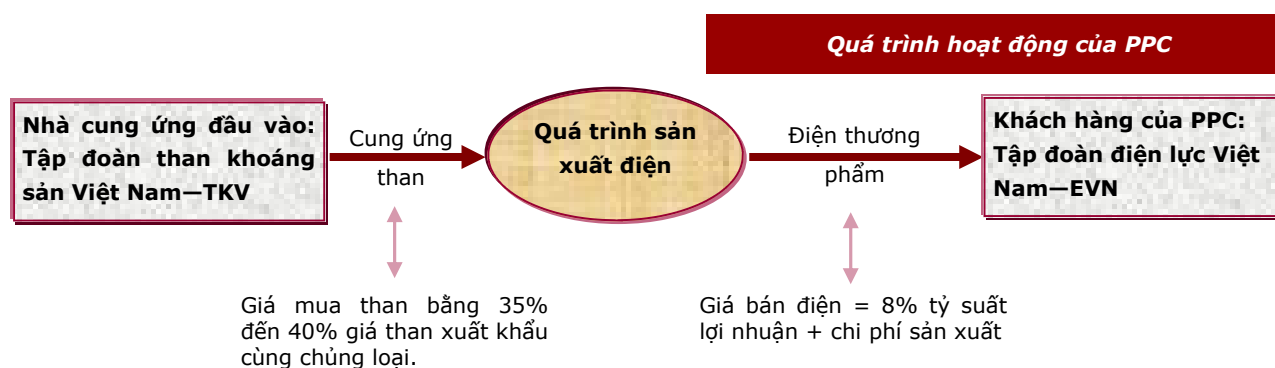 Quá trình hoạt động của PPC
Nhà cung ứng đầu vào:
Tập đoàn than khoáng
sản Việt Nam—TKV
Cung ứng
than
Quá trình sản
xuất điện
Điện thương
phẩm
Khách hàng của PPC:
Tập đoàn điện lực Việt
Nam—EVN
Giá mua than bằng 35%
đến 40% giá than xuất khẩu
cùng chủng loại.
Giá bán điện = 8% tỷ suất
lợi nhuận + chi phí sản xuất